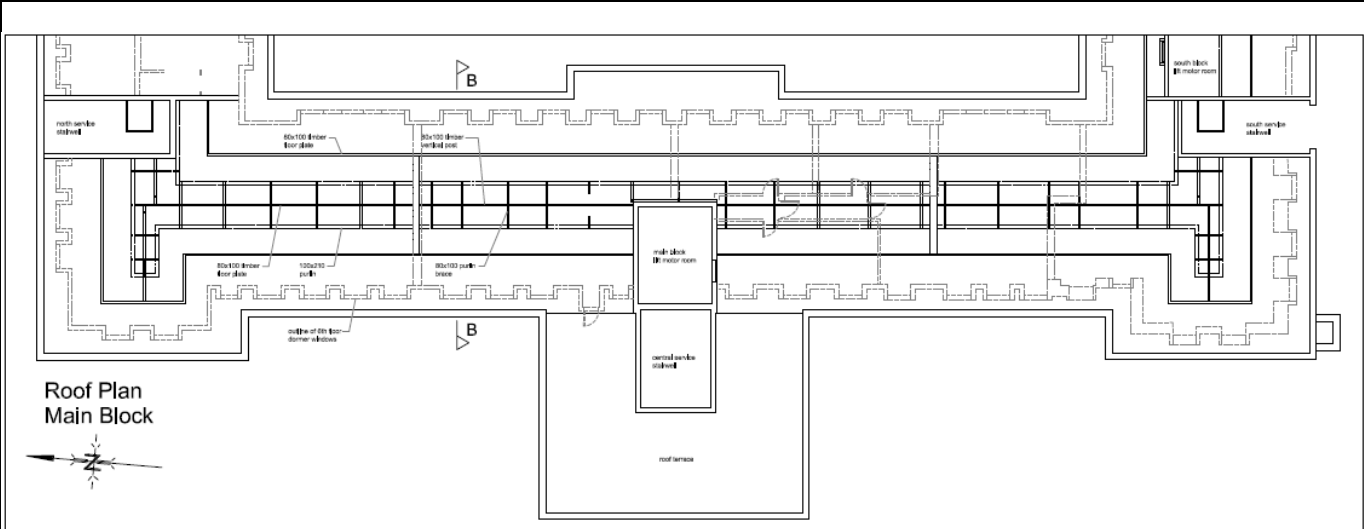 B
south block
lift motor room
north service
stairwell
south service
stairwell
80x100 timber
floor plate
80x100 timber
vertical post
main block
lift motor room
80x100 timber
floor plate
100x210
purlin
80x100 purlin
brace
outline of 6th floor
dormer windows
B
central service
stairwell
Roof Plan
Main Block
N
roof terrace